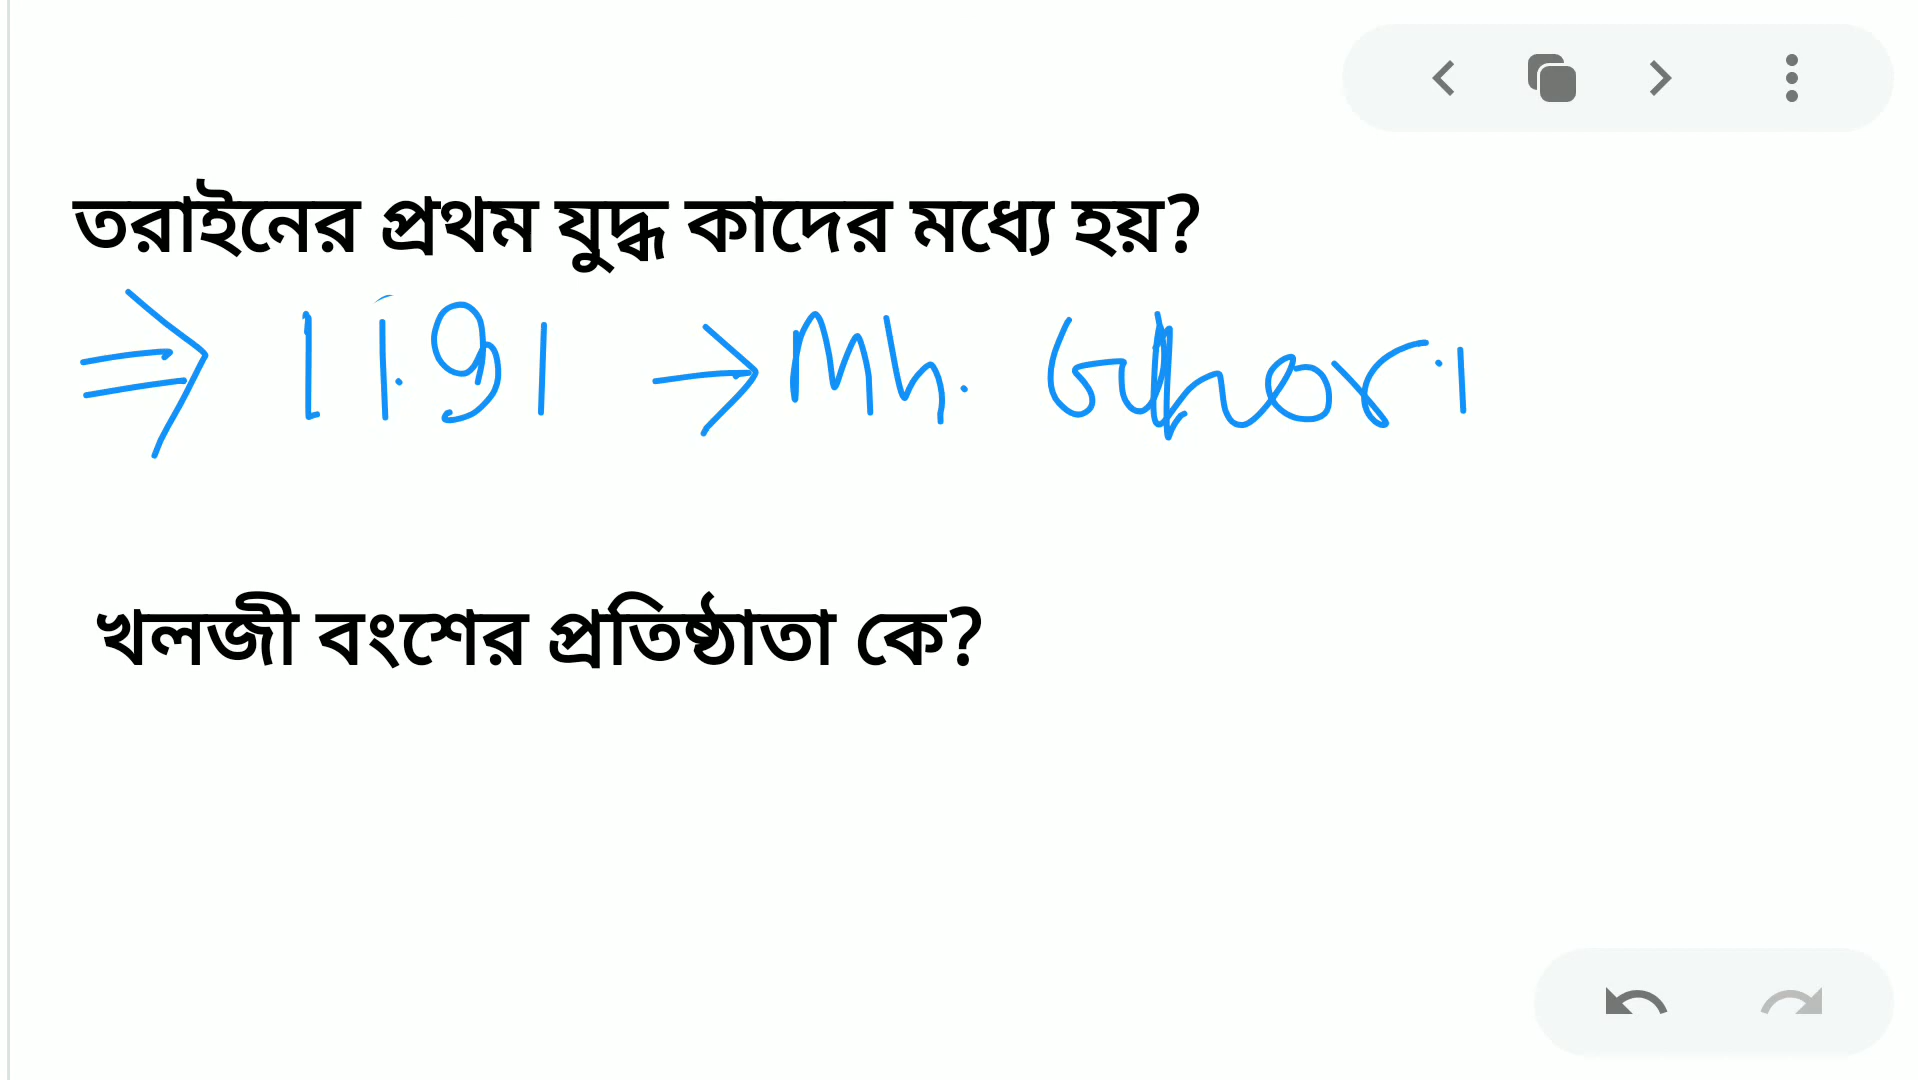 তরাইনের প্রথম যুদ্ধ কাদের মধ্যে হয়?
⇒ 1191 → Mh. Ghori
খলজী বংশের প্রতিষ্ঠাতা কে?